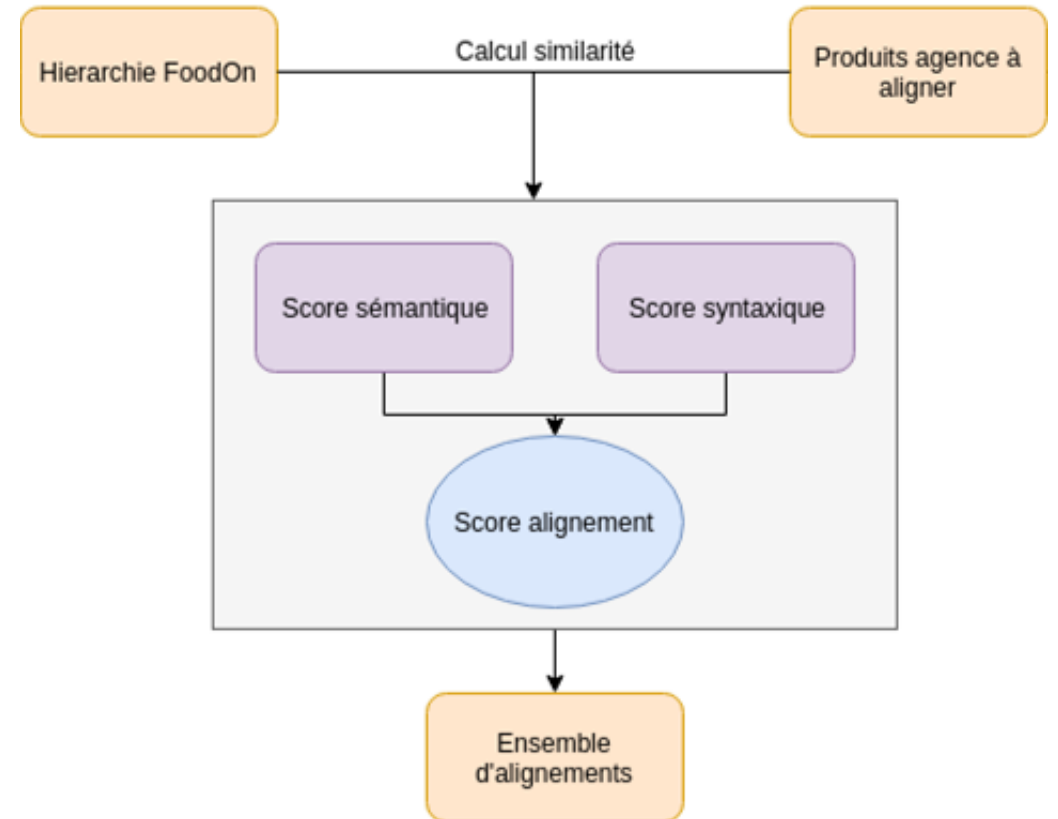 Hierarchie FoodOn
Calcul similarité
Produits agence à
aligner
Score sémantique
Score syntaxique
Score alignement
Ensemble
d'alignements